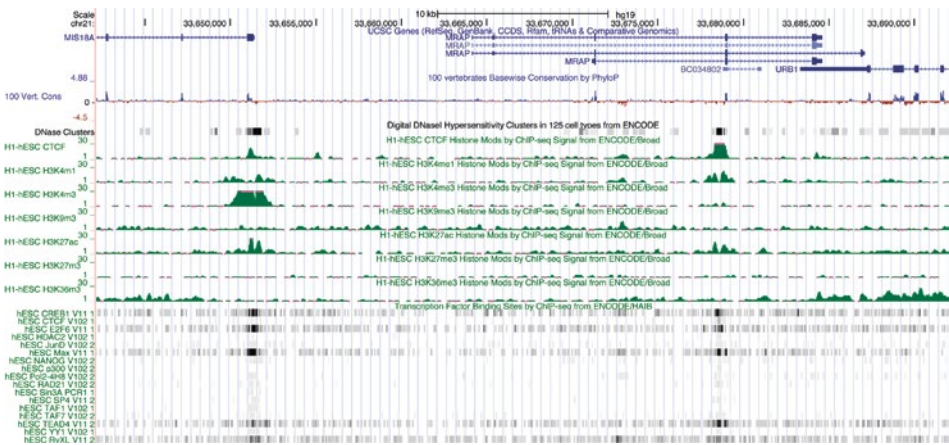 Scale
10 kb
hg19
chr21:
33,650,000
33,655,000
33,660,000
33,665,000
33,670,000
33,675,000
33,680,000
33,685,000
33,690,000
UCSC Genes (RefSeq, GenBank, CCDS, Rfam, tRNAs & Comparative Genomics)
MIS18A
MRAP
MRAP
MRAP
MRAP
BC034802
URB1
100 vertebrates Basewise Conservation by PhyloP
4.88
100 Vert. Cons
0
-4.5
Digital DNaseI Hypersensitivity Clusters in 125 cell types from ENCODE
DNase Clusters
H1-hESC CTCF Histone Mods by ChIP-seq Signal from ENCODE/Broad
30
H1-hESC CTCF
1
H1-hESC H3K4me1 Histone Mods by ChIP-seq Signal from ENCODE/Broad
30
H1-hESC H3K4m1
1
H1-hESC H3K4me3 Histone Mods by ChIP-seq Signal from ENCODE/Broad
30
H1-hESC H3K4m3
1
H1-hESC H3K9me3 Histone Mods by ChIP-seq Signal from ENCODE/Broad
30
H1-hESC H3K9m3
1
H1-hESC H3K27ac Histone Mods by ChIP-seq Signal from ENCODE/Broad
30
H1-hESC H3K27ac
1
H1-hESC H3K27me3 Histone Mods by ChIP-seq Signal from ENCODE/Broad
30
H1-hESC H3K27m3
1
H1-hESC H3K36me3 Histone Mods by ChIP-seq Signal from ENCODE/Broad
30
H1-hESC H3K36m3
1
Transcription Factor Binding Sites by ChIP-seq from ENCODE/HAIB
hESC CREB1 V11 1
hESC CTCF V102 1
hESC E2F6 V11 1
hESC HDAC2 V102 1
hESC JunD V102 2
hESC Max V11 1
hESC NANOG V102 2
hESC p300 V102 2
hESC Pol2-4H8 V102 2
hESC RAD21 V102 2
hESC Sin3A PCR1 1
hESC SP4 V11 2
hESC TAF1 V102 1
hESC TAF7 V102 2
hESC TEAD4 V11 2
hESC YY1 V102 1
hESC RxXL V11 2